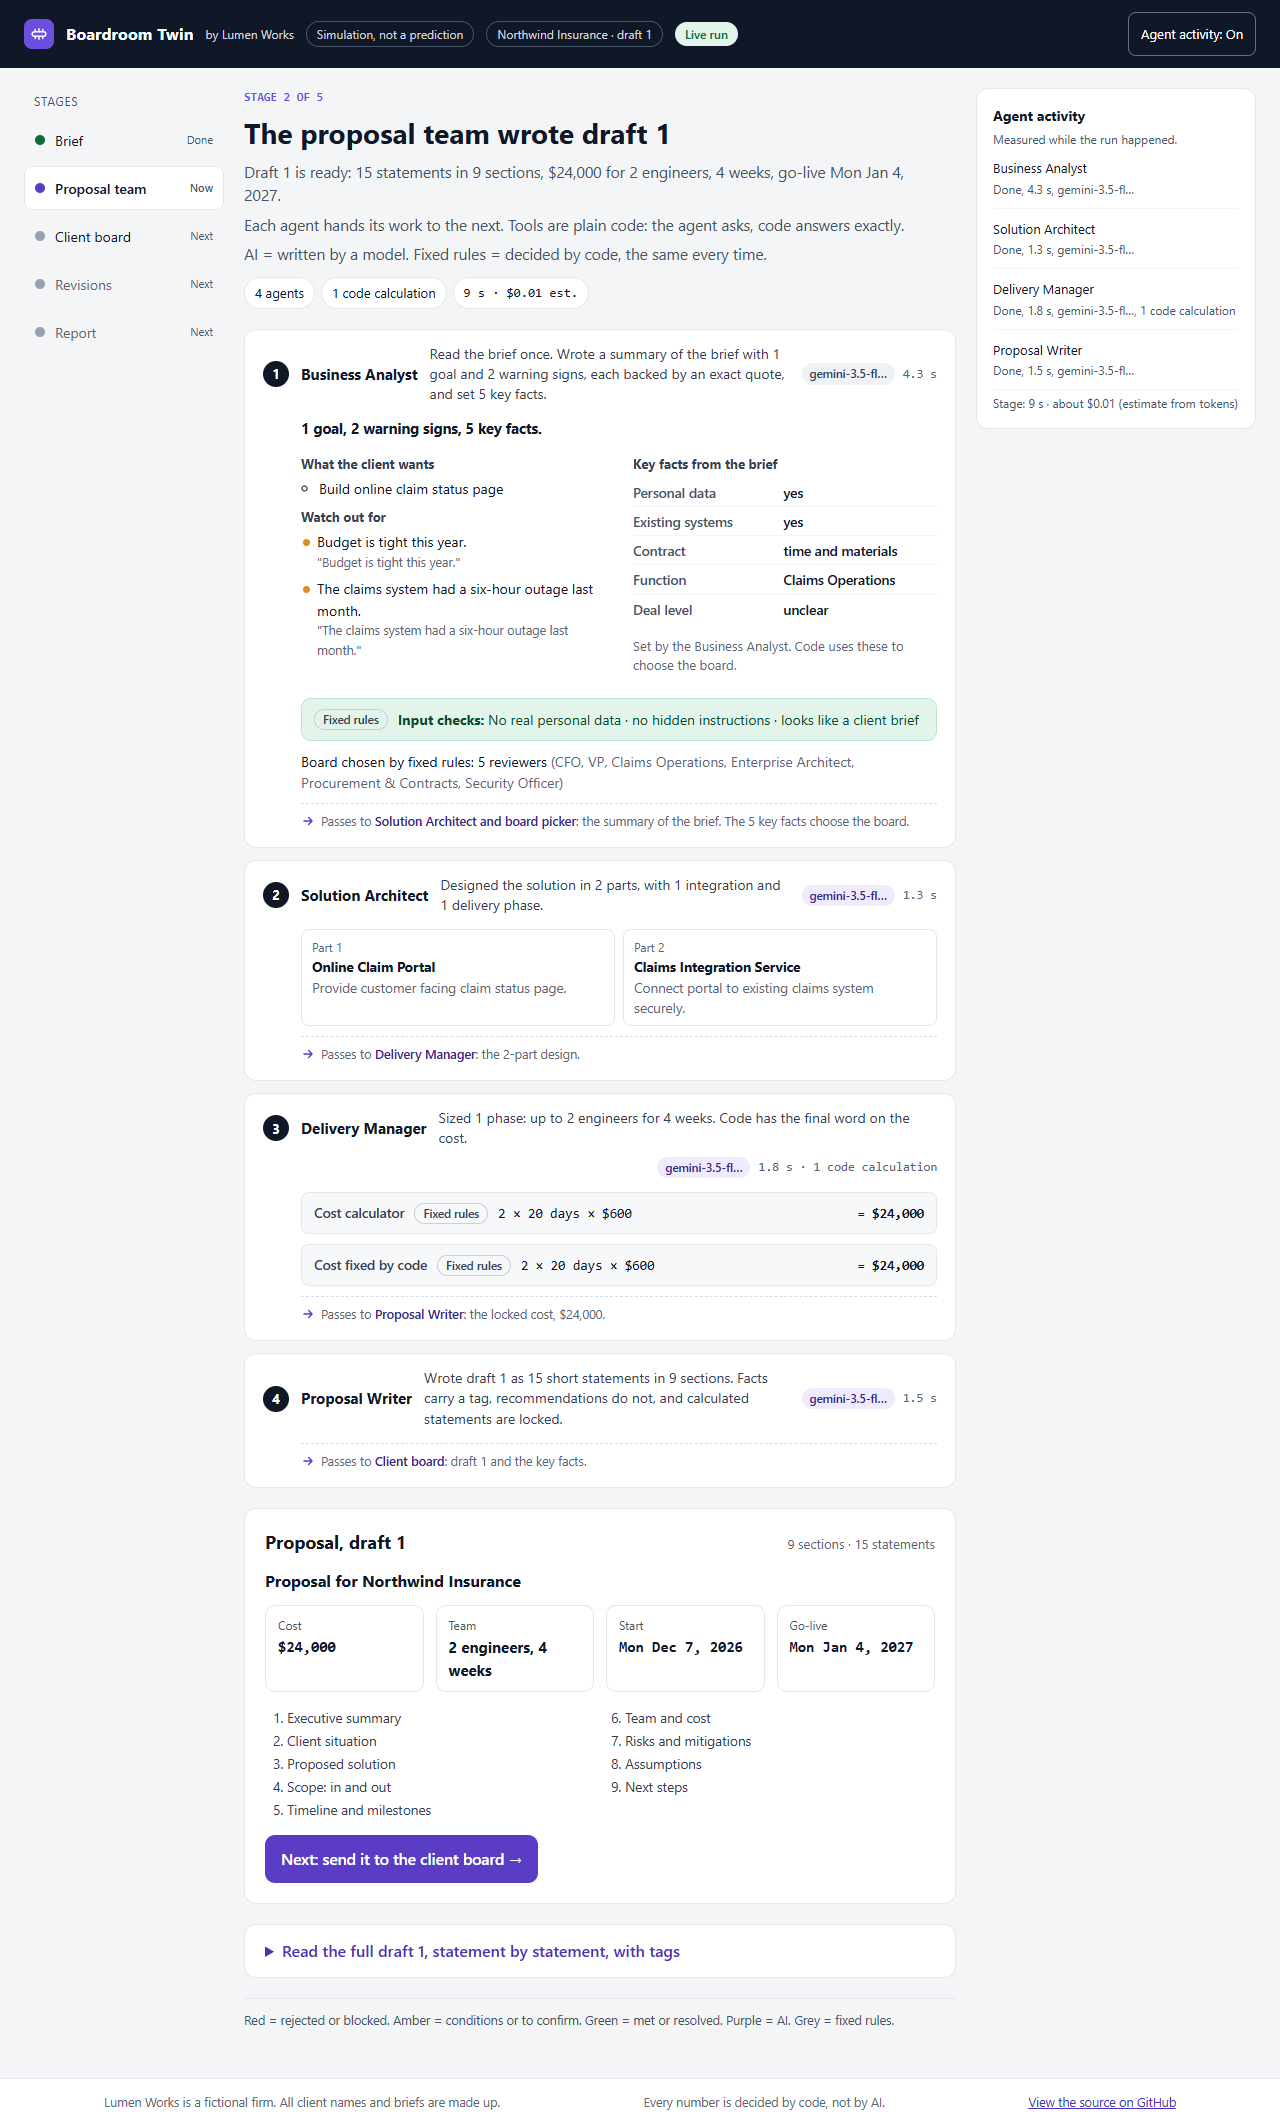 Boardroom Twin by Lumen Works Simulation, not a prediction Northwind Insurance · draft 1 Live run Agent activity: On
STAGES
Brief Done
Proposal team Now
Client board Next
Revisions Next
Report Next
STAGE 2 OF 5
The proposal team wrote draft 1
Draft 1 is ready: 15 statements in 9 sections, $24,000 for 2 engineers, 4 weeks, go-live Mon Jan 4,
2027.
Each agent hands its work to the next. Tools are plain code: the agent asks, code answers exactly.
AI = written by a model. Fixed rules = decided by code, the same every time.
4 agents 1 code calculation 9 s · $0.01 est.
1 Business Analyst
Read the brief once. Wrote a summary of the brief with 1
goal and 2 warning signs, each backed by an exact quote,
and set 5 key facts.
gemini-3.5-fl... 4.3 s
1 goal, 2 warning signs, 5 key facts.
What the client wants
Build online claim status page
Watch out for
Budget is tight this year.
"Budget is tight this year."
The claims system had a six-hour outage last
month.
"The claims system had a six-hour outage last
month."
Key facts from the brief
Personal data yes
Existing systems yes
Contract time and materials
Function Claims Operations
Deal level unclear
Set by the Business Analyst. Code uses these to
choose the board.
Fixed rules Input checks: No real personal data · no hidden instructions · looks like a client brief
Board chosen by fixed rules: 5 reviewers (CFO, VP, Claims Operations, Enterprise Architect,
Procurement & Contracts, Security Officer)
→ Passes to Solution Architect and board picker: the summary of the brief. The 5 key facts choose the board.
2 Solution Architect
Designed the solution in 2 parts, with 1 integration and
1 delivery phase.
gemini-3.5-fl... 1.3 s
Part 1
Online Claim Portal
Provide customer facing claim status page.
Part 2
Claims Integration Service
Connect portal to existing claims system
securely.
→ Passes to Delivery Manager: the 2-part design.
3 Delivery Manager
Sized 1 phase: up to 2 engineers for 4 weeks. Code has the final word on the
cost.
gemini-3.5-fl... 1.8 s · 1 code calculation
Cost calculator Fixed rules 2 × 20 days × $600 = $24,000
Cost fixed by code Fixed rules 2 × 20 days × $600 = $24,000
→ Passes to Proposal Writer: the locked cost, $24,000.
4 Proposal Writer
Wrote draft 1 as 15 short statements in 9 sections. Facts
carry a tag, recommendations do not, and calculated
statements are locked.
gemini-3.5-fl... 1.5 s
→ Passes to Client board: draft 1 and the key facts.
Proposal, draft 1 9 sections · 15 statements
Proposal for Northwind Insurance
Cost
$24,000
Team
2 engineers, 4
weeks
Start
Mon Dec 7, 2026
Go-live
Mon Jan 4, 2027
1. Executive summary
2. Client situation
3. Proposed solution
4. Scope: in and out
5. Timeline and milestones
6. Team and cost
7. Risks and mitigations
8. Assumptions
9. Next steps
Next: send it to the client board →
▶ Read the full draft 1, statement by statement, with tags
Red = rejected or blocked. Amber = conditions or to confirm. Green = met or resolved. Purple = AI. Grey = fixed rules.
Agent activity
Measured while the run happened.
Business Analyst
Done, 4.3 s, gemini-3.5-fl...
Solution Architect
Done, 1.3 s, gemini-3.5-fl...
Delivery Manager
Done, 1.8 s, gemini-3.5-fl..., 1 code calculation
Proposal Writer
Done, 1.5 s, gemini-3.5-fl...
Stage: 9 s · about $0.01 (estimate from tokens)
Lumen Works is a fictional firm. All client names and briefs are made up. Every number is decided by code, not by AI. View the source on GitHub